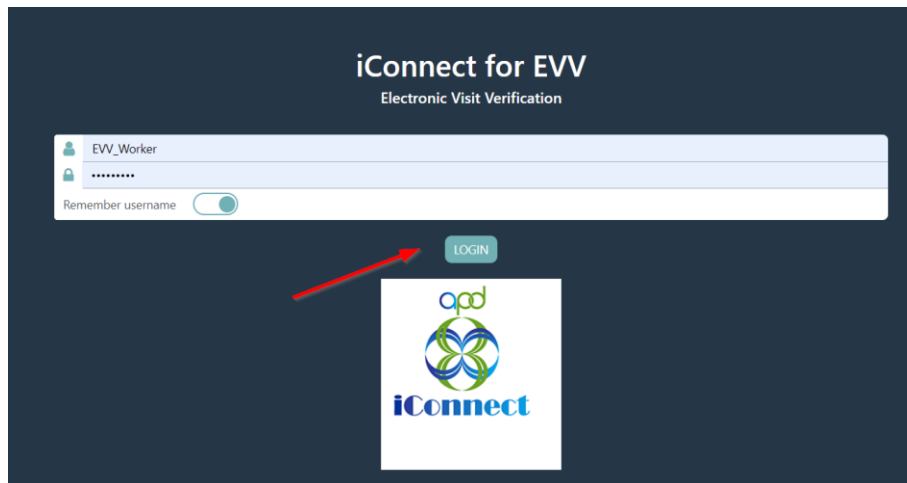 iConnect for EVV
Electronic Visit Verification
EVV_Worker
•••••••••
Remember username
LOGIN
apd
iConnect